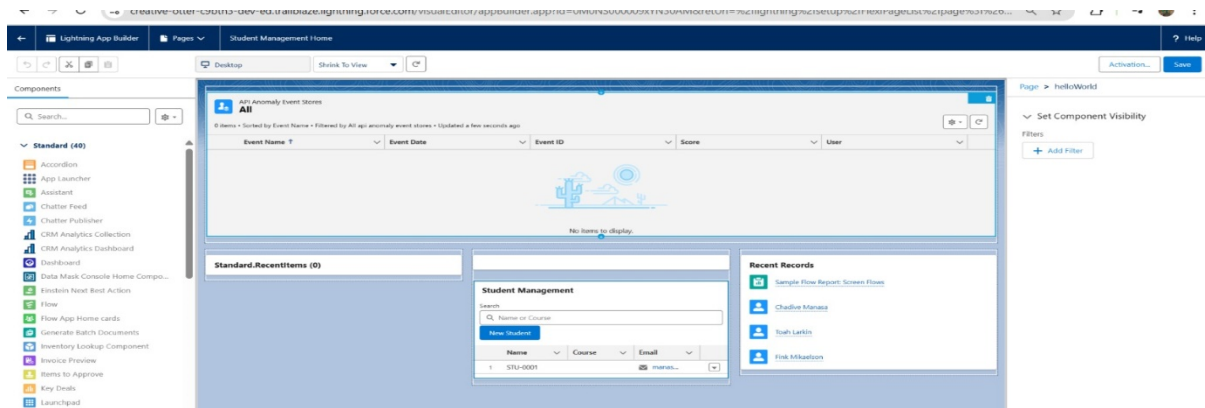 Lightning App Builder
Pages
Student Management Home
? Help
Desktop
Shrink To View
Activation...
Save
Components
Search...
Standard (40)
Accordion
App Launcher
Assistant
Chatter Feed
Chatter Publisher
CRM Analytics Collection
CRM Analytics Dashboard
Dashboard
Data Mask Console Home Compo...
Einstein Next Best Action
Flow
Flow App Home cards
Generate Batch Documents
Inventory Lookup Component
Invoice Preview
Items to Approve
Key Deals
Launchpad
API Anomaly Event Stores
All
0 items • Sorted by Event Name • Filtered by All api anomaly event stores • Updated a few seconds ago
Event Name ↑ Event Date Event ID Score User
No items to display.
Standard.RecentItems (0)
Student Management
Search
Name or Course
New Student
Name Course Email
1 STU-0001 manas...
Recent Records
Sample Flow Report: Screen Flows
Chadive Manasa
Toah Larkin
Fink Mikaelson
Page > helloWorld
Set Component Visibility
Filters
+ Add Filter